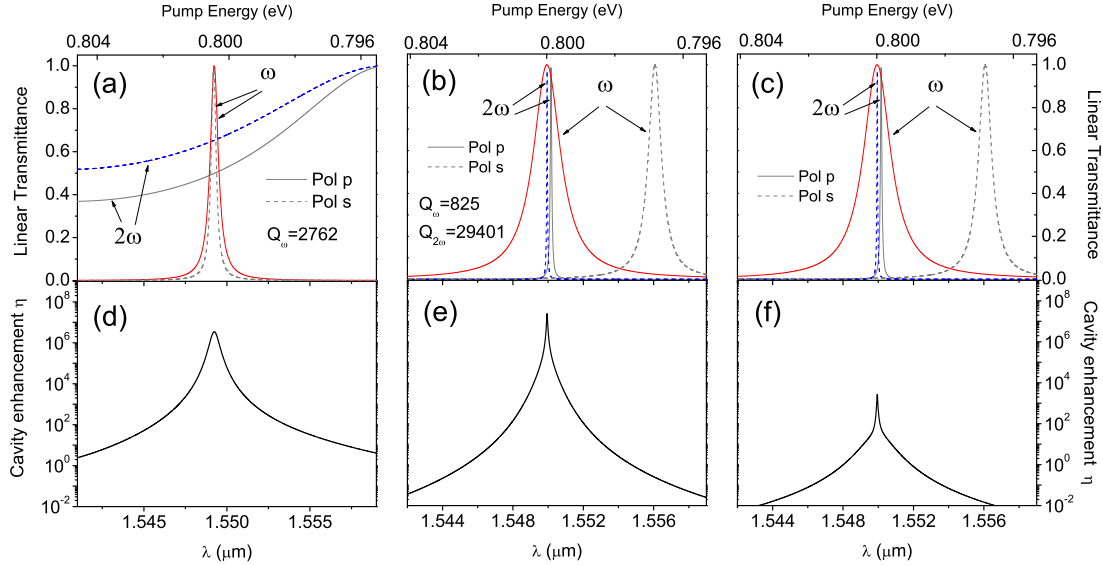 Pump Energy (eV)
Pump Energy (eV)
Pump Energy (eV)
0.804 0.800 0.796
0.804 0.800 0.796
0.804 0.800 0.796
Linear Transmittance
1.0
0.8
0.6
0.4
0.2
0.0
(a)
ω
2ω
Pol p
Pol s
Q_ω=2762
(b)
2ω
ω
Pol p
Pol s
Q_ω=825
Q_2ω=29401
(c)
2ω
ω
Pol p
Pol s
1.0
0.8
0.6
0.4
0.2
0.0
Linear Transmittance
Cavity enhancement η
10^8
10^6
10^4
10^2
10^0
10^-2
(d)
(e)
(f)
10^8
10^6
10^4
10^2
10^0
10^-2
Cavity enhancement η
1.545 1.550 1.555
1.544 1.548 1.552 1.556
1.544 1.548 1.552 1.556
λ (μm)
λ (μm)
λ (μm)